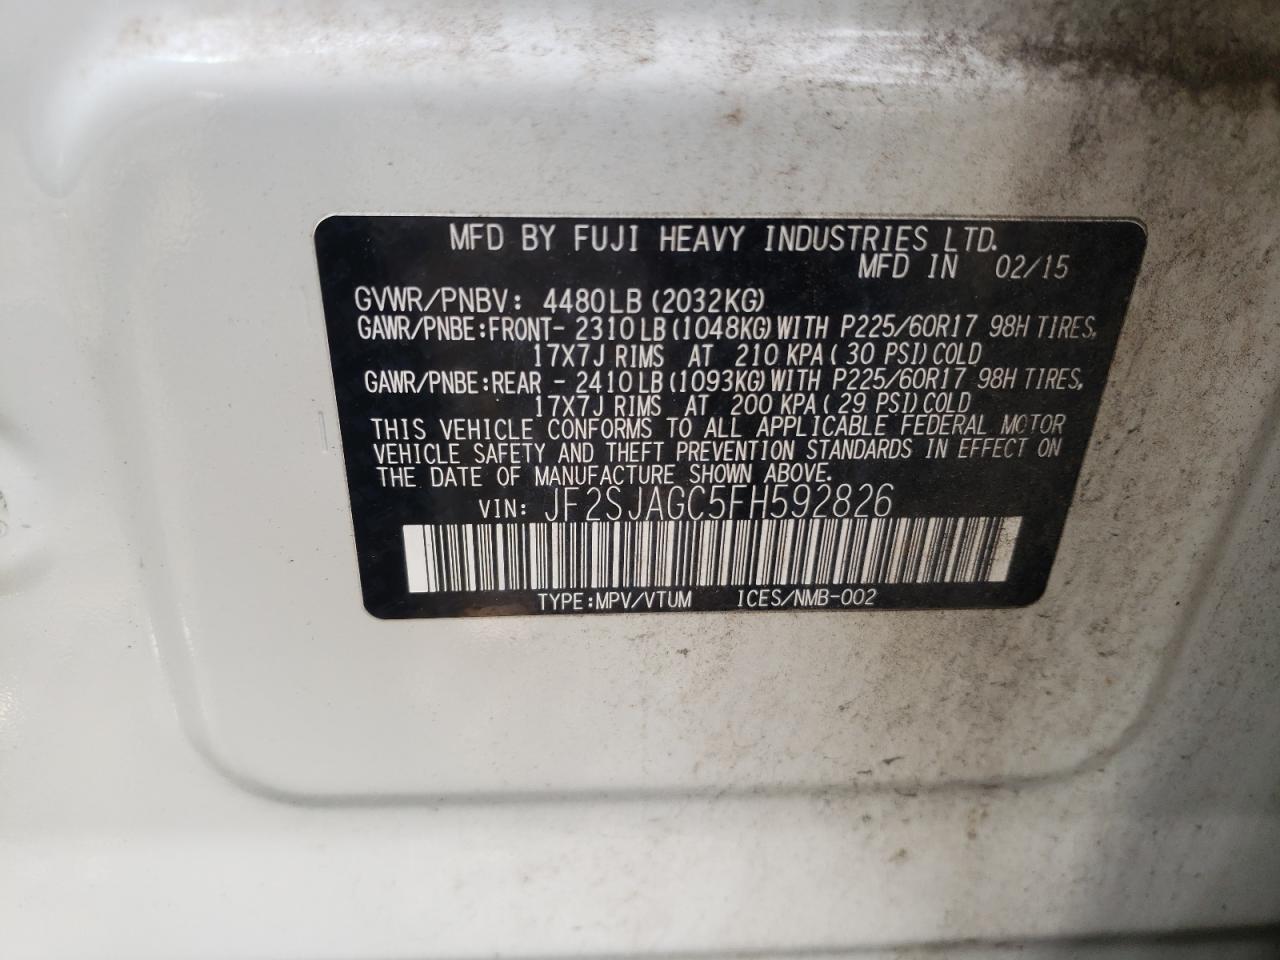 MFD BY FUJI HEAVY INDUSTRIES LTD.
MFD IN 02/15
GVWR/PNBV: 4480LB(2032KG)
GAWR/PNBE:FRONT- 2310LB(1048KG)WITH P225/60R17 98H TIRES,
17X7J RIMS AT 210 KPA(30 PSI)COLD
GAWR/PNBE:REAR - 2410LB(1093KG)WITH P225/60R17 98H TIRES,
17X7J RIMS AT 200 KPA(29 PSI)COLD
THIS VEHICLE CONFORMS TO ALL APPLICABLE FEDERAL MOTOR
VEHICLE SAFETY AND THEFT PREVENTION STANDARDS IN EFFECT ON
THE DATE OF MANUFACTURE SHOWN ABOVE.
VIN: JF2SJAGC5FH592826
TYPE:MPV/VTUM ICES/NMB-002